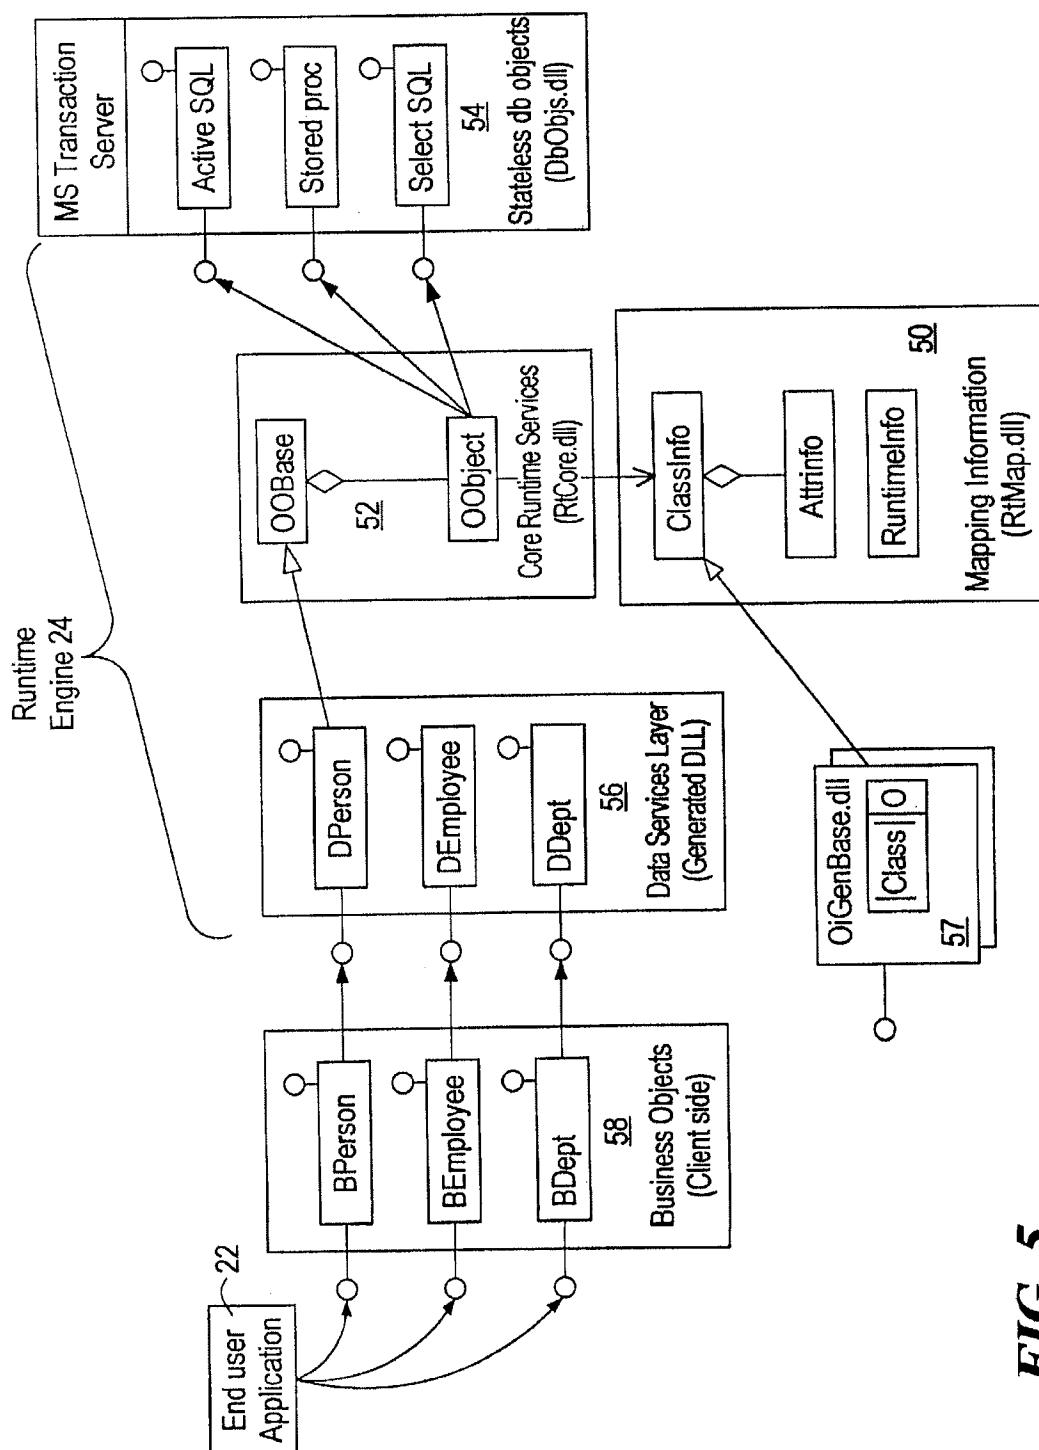 Runtime
Engine 24
End user
Application
22
BPerson
BEmployee
BDept
58
Business Objects
(Client side)
DPerson
DEmployee
DDept
56
Data Services Layer
(Generated DLL)
OOBase
52
OObject
Core Runtime Services
(RtCore.dll)
MS Transaction
Server
Active SQL
Stored proc
Select SQL
54
Stateless db objects
(DbObjs.dll)
OiGenBase.dll
|Class| O
57
ClassInfo
AttrInfo
RuntimeInfo
50
Mapping Information
(RtMap.dll)
FIG. 5